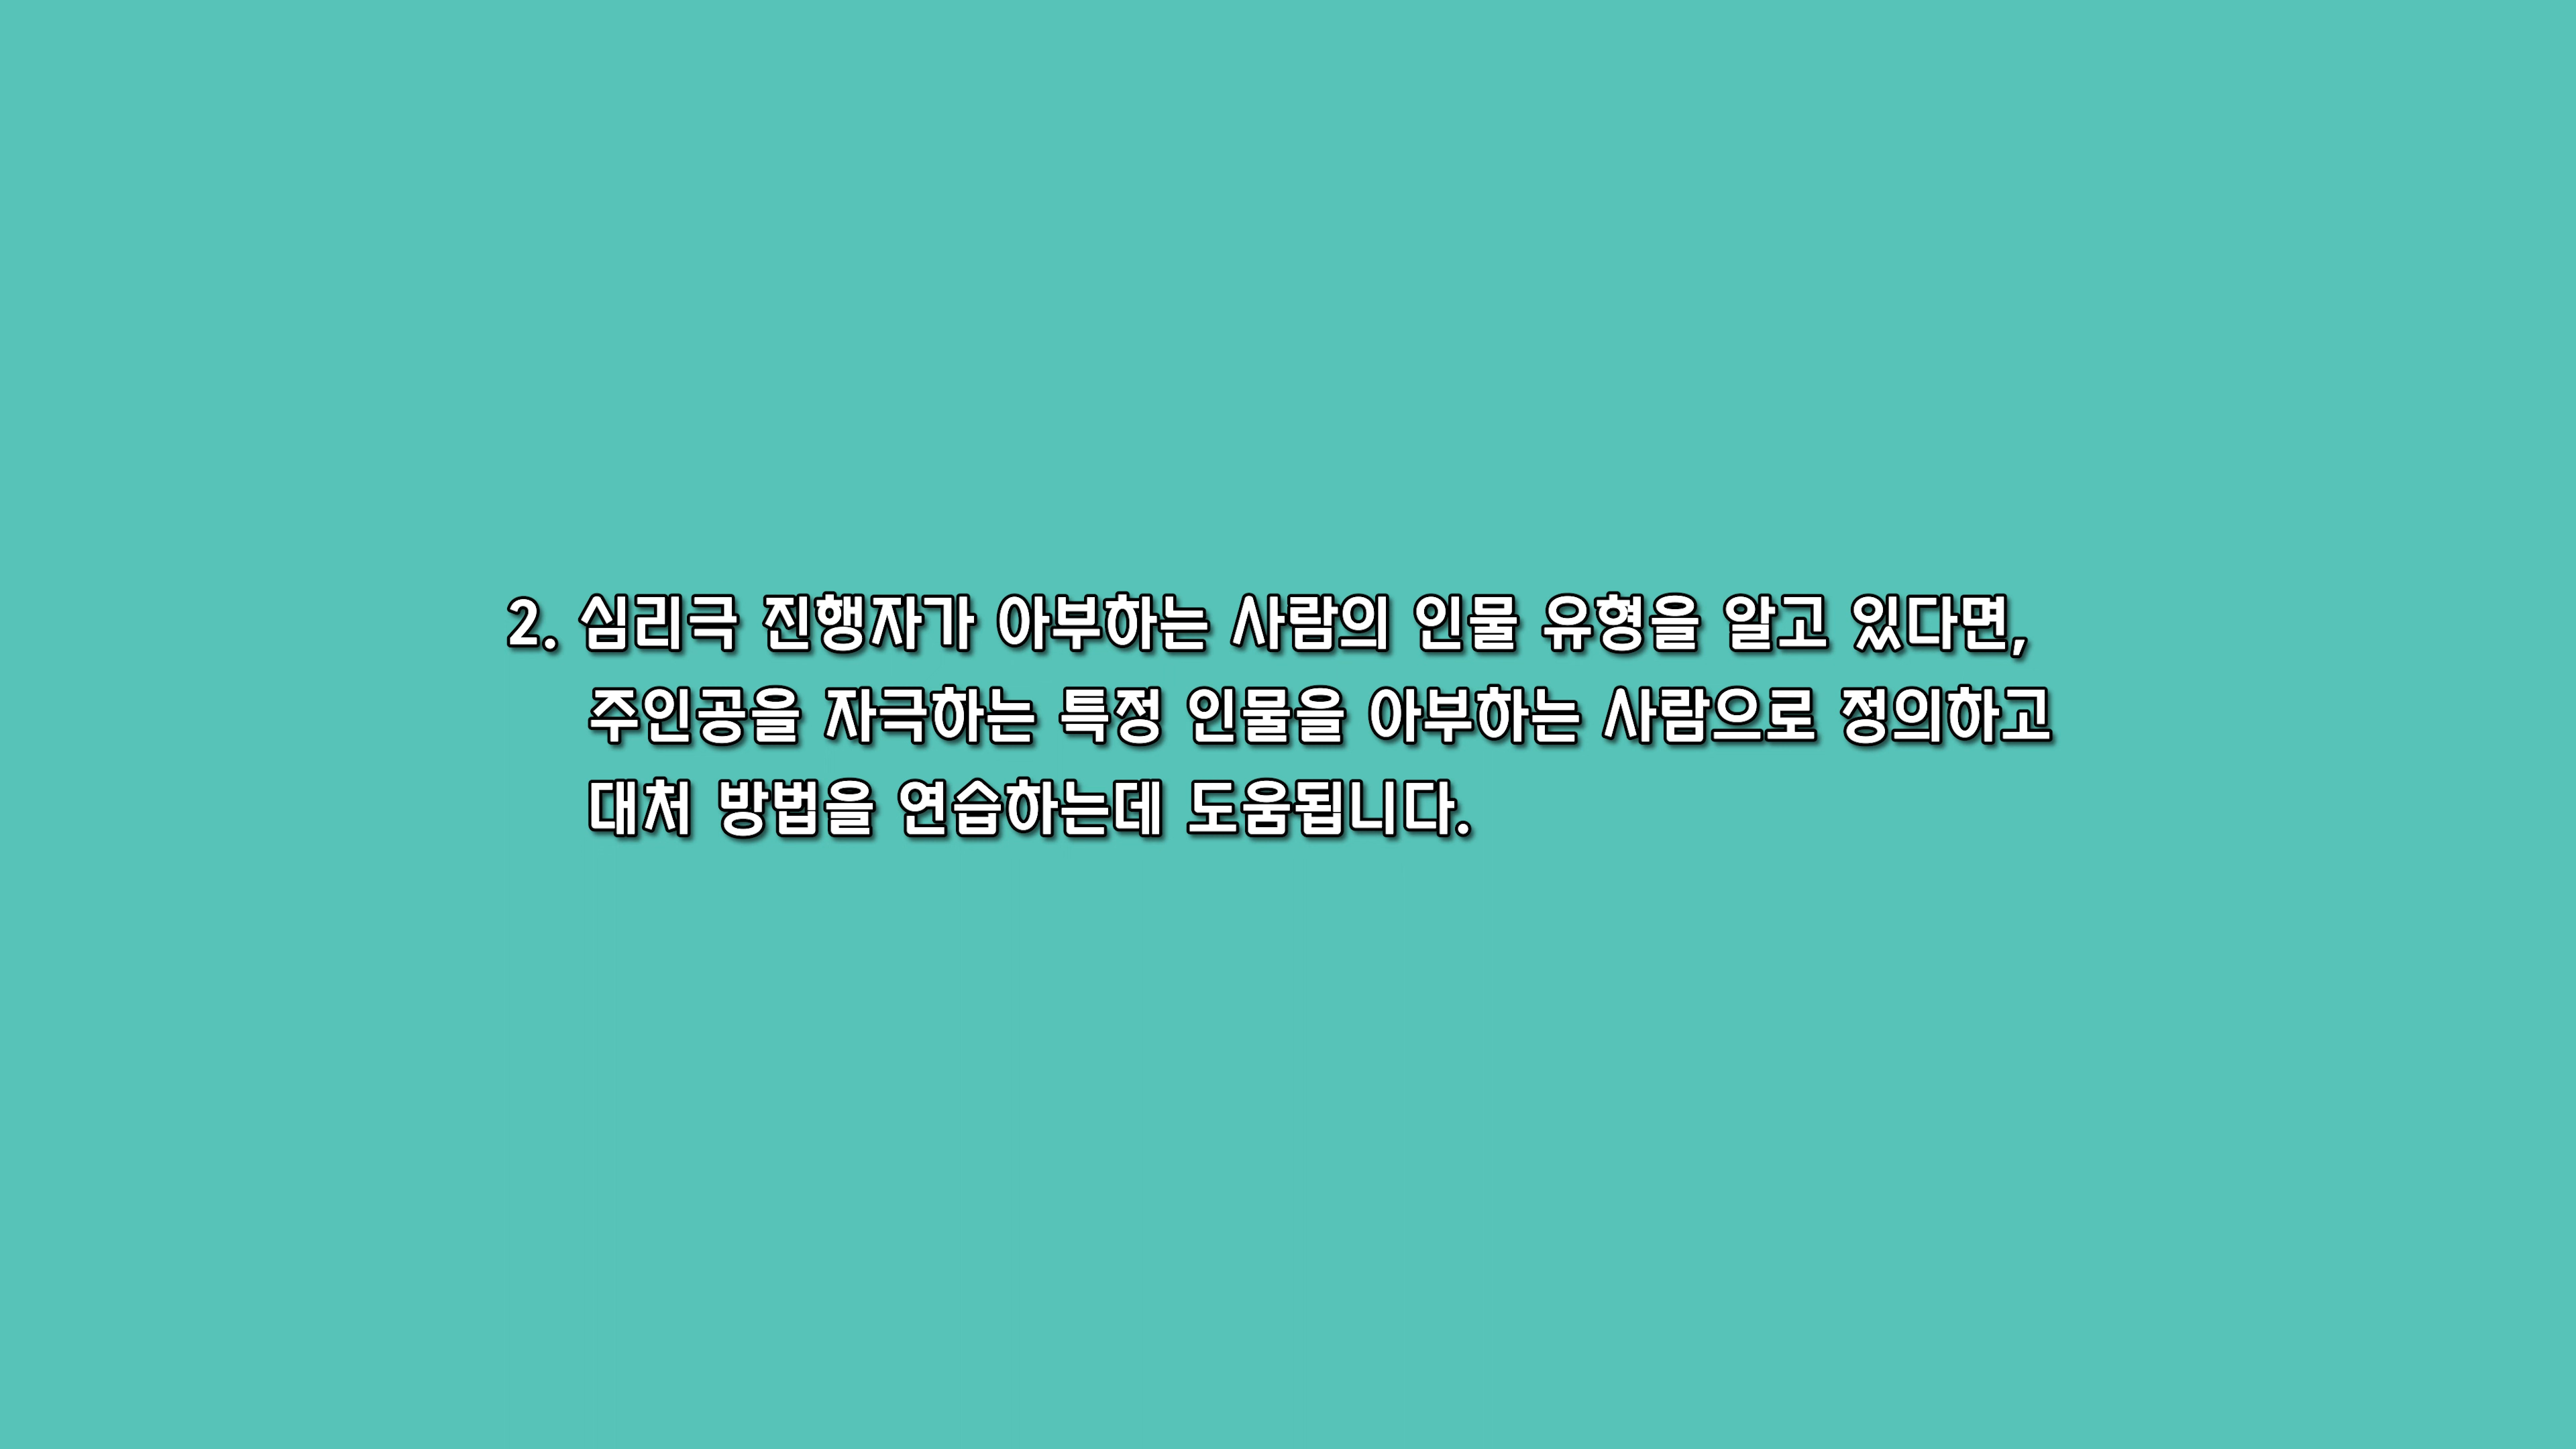 2. 심리극 진행자가 아부하는 사람의 인물 유형을 알고 있다면,
주인공을 자극하는 특정 인물을 아부하는 사람으로 정의하고
대처 방법을 연습하는데 도움됩니다.